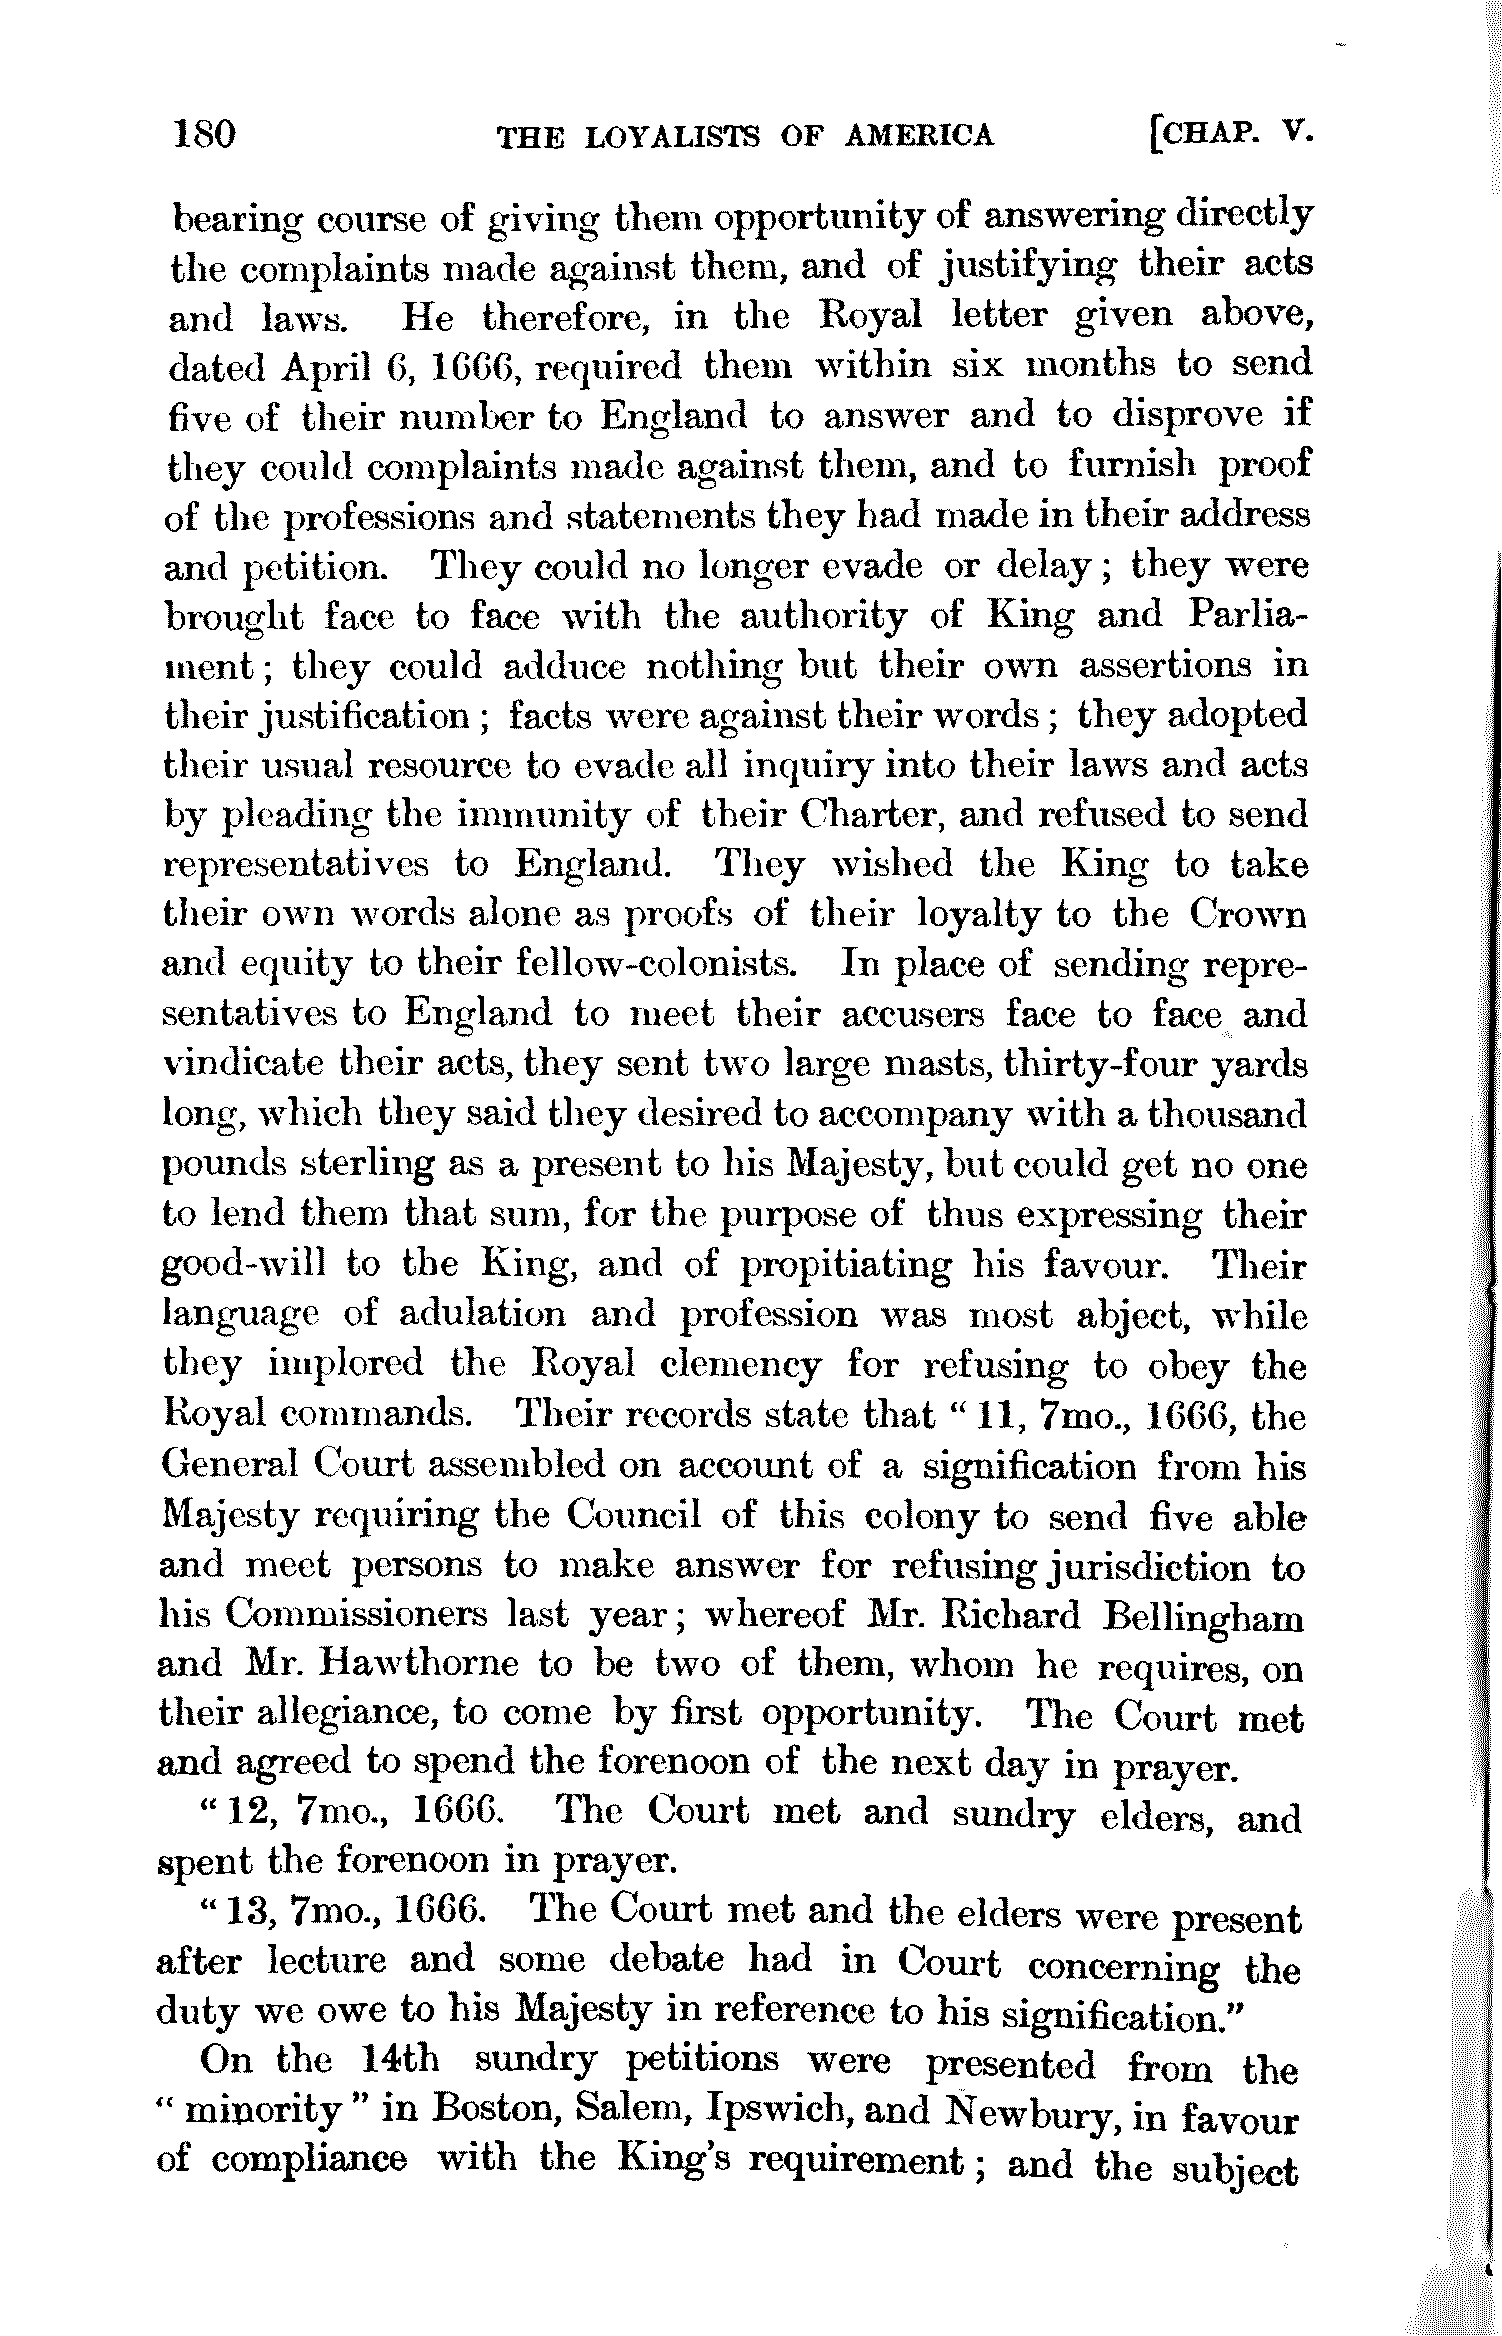 180 THE LOYALISTS OF AMERICA [CHAP. V.
bearing course of giving them opportunity of answering directly
the complaints made against them, and of justifying their acts
and laws. He therefore, in the Royal letter given above,
dated April 6, 1666, required them within six months to send
five of their number to England to answer and to disprove if
they could complaints made against them, and to furnish proof
of the professions and statements they had made in their address
and petition. They could no longer evade or delay; they were
brought face to face with the authority of King and Parlia-
ment; they could adduce nothing but their own assertions in
their justification; facts were against their words; they adopted
their usual resource to evade all inquiry into their laws and acts
by pleading the immunity of their Charter, and refused to send
representatives to England. They wished the King to take
their own words alone as proofs of their loyalty to the Crown
and equity to their fellow-colonists. In place of sending repre-
sentatives to England to meet their accusers face to face and
vindicate their acts, they sent two large masts, thirty-four yards
long, which they said they desired to accompany with a thousand
pounds sterling as a present to his Majesty, but could get no one
to lend them that sum, for the purpose of thus expressing their
good-will to the King, and of propitiating his favour. Their
language of adulation and profession was most abject, while
they implored the Royal clemency for refusing to obey the
Royal commands. Their records state that "11, 7mo., 1666, the
General Court assembled on account of a signification from his
Majesty requiring the Council of this colony to send five able
and meet persons to make answer for refusing jurisdiction to
his Commissioners last year; whereof Mr. Richard Bellingham
and Mr. Hawthorne to be two of them, whom he requires, on
their allegiance, to come by first opportunity. The Court met
and agreed to spend the forenoon of the next day in prayer.
"12, 7mo., 1666. The Court met and sundry elders, and
spent the forenoon in prayer.
"13, 7mo., 1666. The Court met and the elders were present
after lecture and some debate had in Court concerning the
duty we owe to his Majesty in reference to his signification."
On the 14th sundry petitions were presented from the
"minority" in Boston, Salem, Ipswich, and Newbury, in favour
of compliance with the King's requirement; and the subject